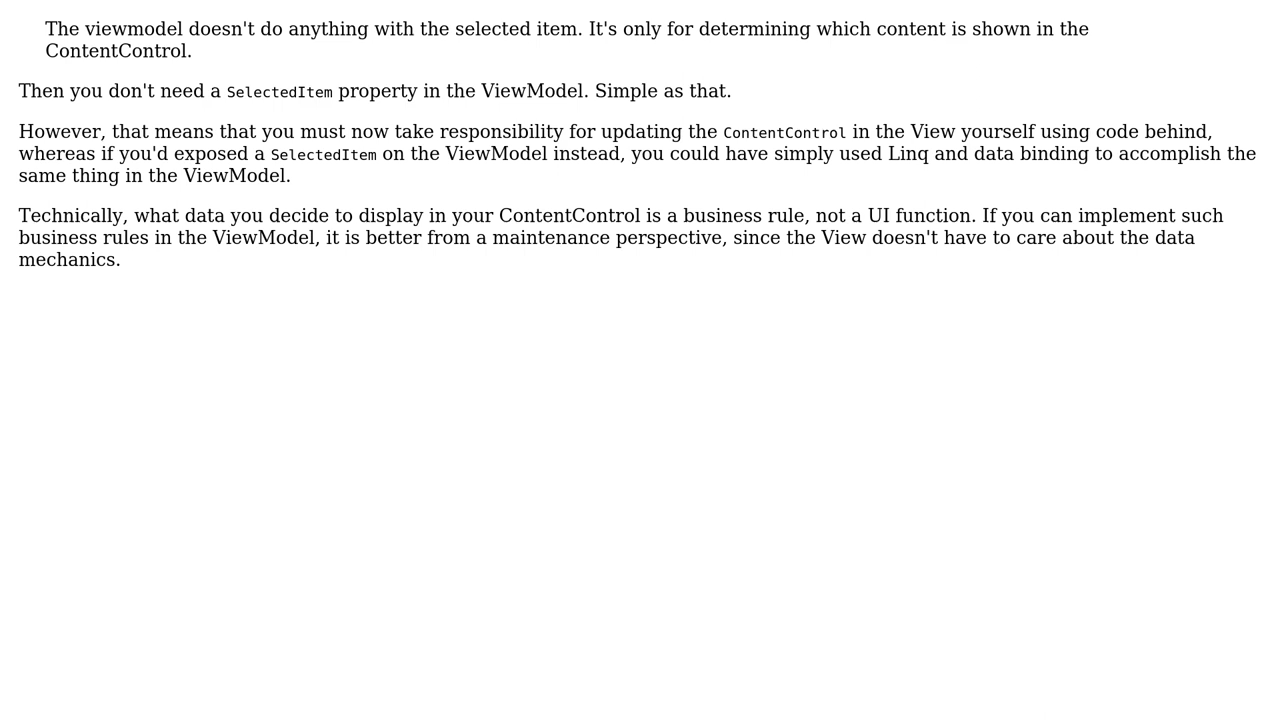 The viewmodel doesn't do anything with the selected item. It's only for determining which content is shown in the
ContentControl.
Then you don't need a SelectedItem property in the ViewModel. Simple as that.
However, that means that you must now take responsibility for updating the ContentControl in the View yourself using code behind,
whereas if you'd exposed a SelectedItem on the ViewModel instead, you could have simply used Linq and data binding to accomplish the
same thing in the ViewModel.
Technically, what data you decide to display in your ContentControl is a business rule, not a UI function. If you can implement such
business rules in the ViewModel, it is better from a maintenance perspective, since the View doesn't have to care about the data
mechanics.